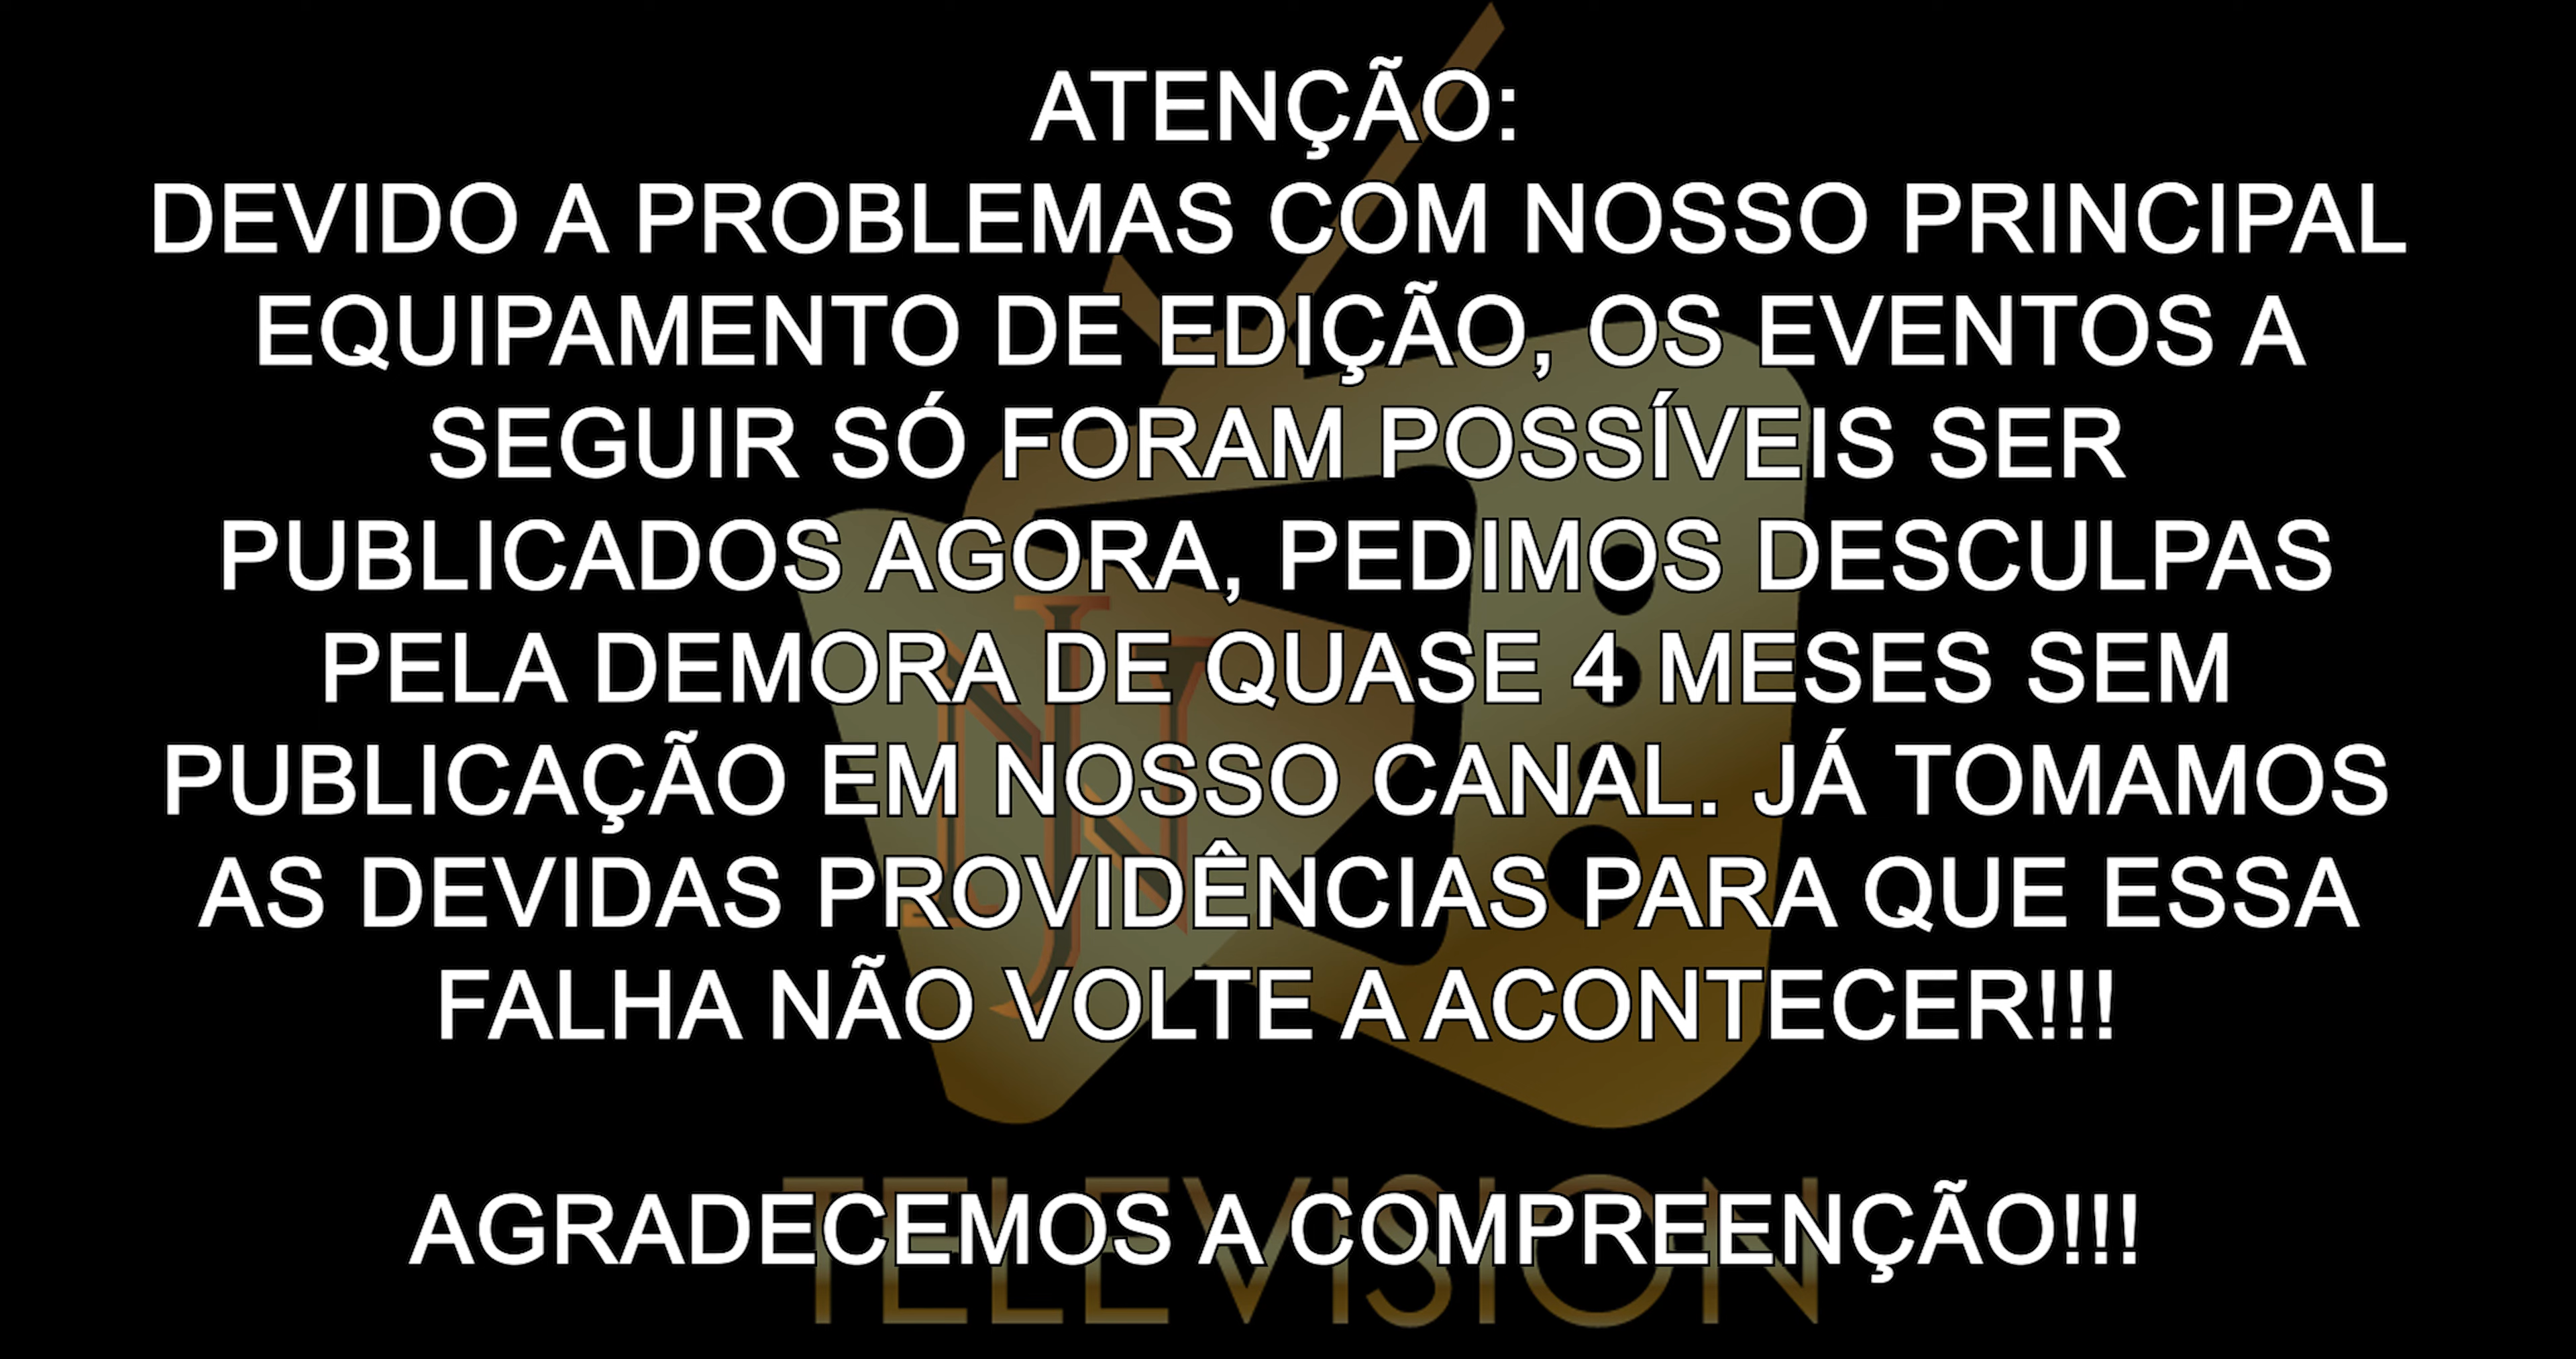 ATENÇÃO:
DEVIDO A PROBLEMAS COM NOSSO PRINCIPAL
EQUIPAMENTO DE EDIÇÃO, OS EVENTOS A
SEGUIR SÓ FORAM POSSÍVEIS SER
PUBLICADOS AGORA, PEDIMOS DESCULPAS
PELA DEMORA DE QUASE 4 MESES SEM
PUBLICAÇÃO EM NOSSO CANAL. JÁ TOMAMOS
AS DEVIDAS PROVIDÊNCIAS PARA QUE ESSA
FALHA NÃO VOLTE A ACONTECER!!!
AGRADECEMOS A COMPREENÇÃO!!!
NJ
TELEVISION